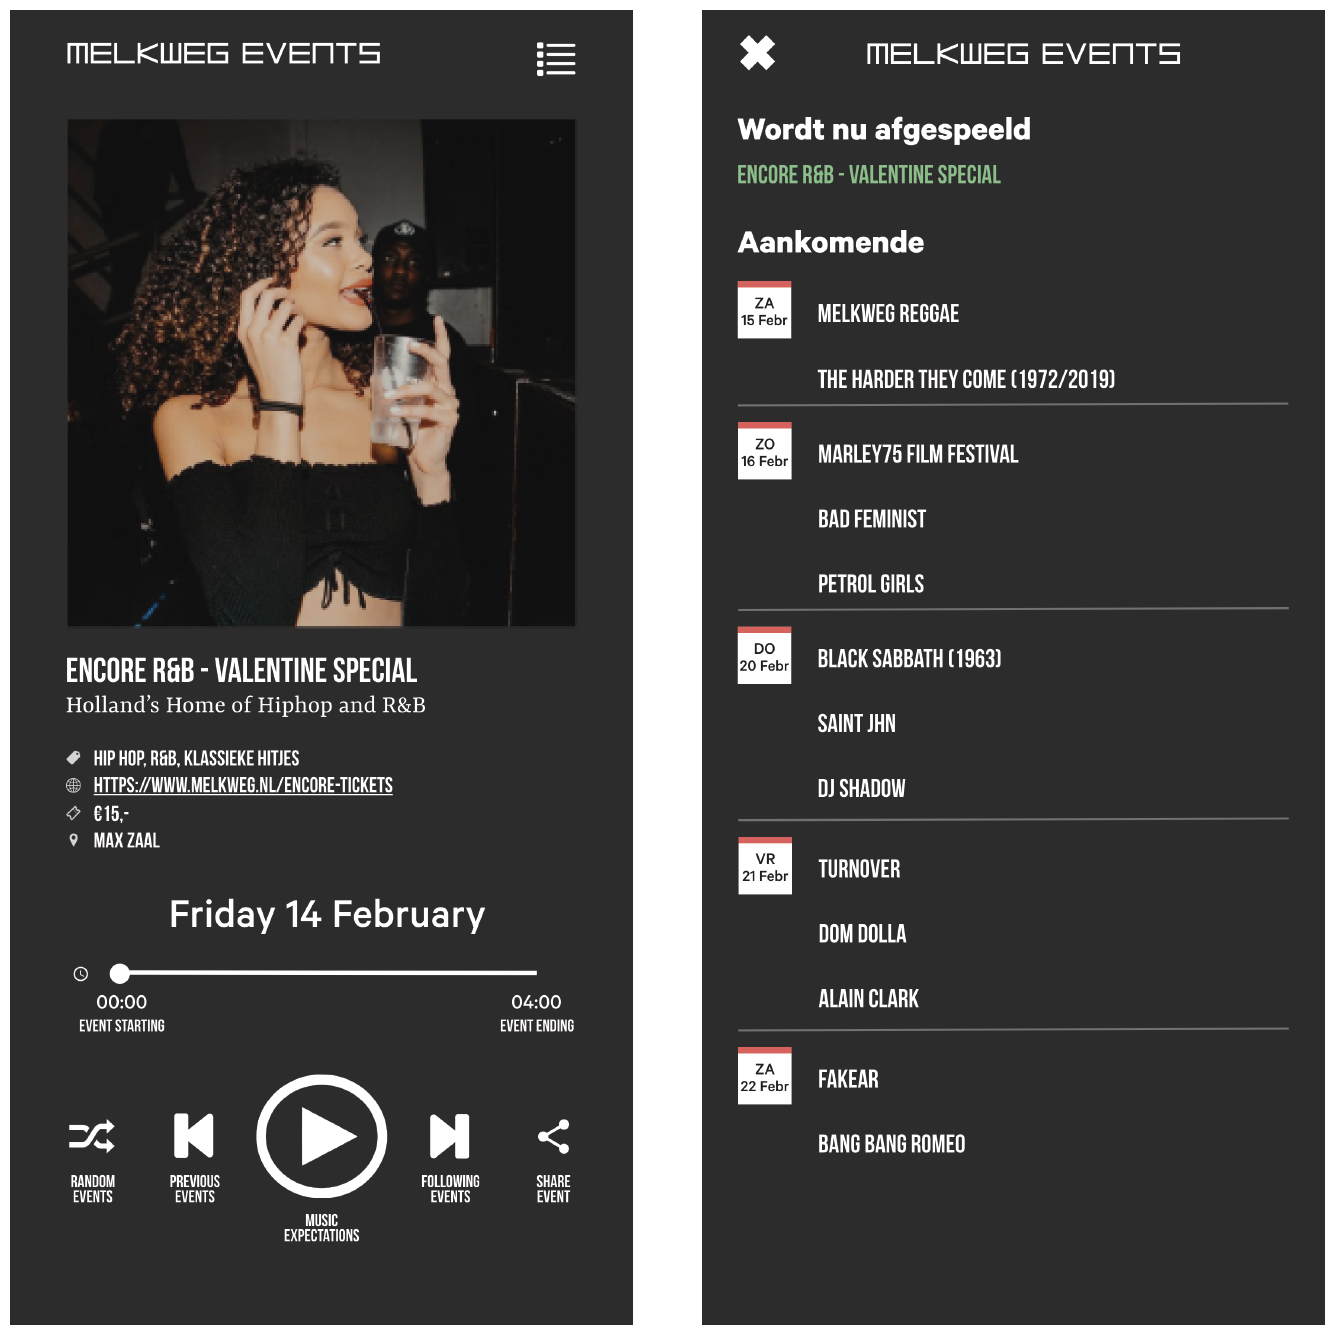 MELKWEG EVENTS
ENCORE R&B - VALENTINE SPECIAL
Holland's Home of Hiphop and R&B
HIP HOP, R&B, KLASSIEKE HITJES
HTTPS://WWW.MELKWEG.NL/ENCORE-TICKETS
€15,-
MAX ZAAL
Friday 14 February
00:00
04:00
EVENT STARTING
EVENT ENDING
RANDOM
EVENTS
PREVIOUS
EVENTS
MUSIC
EXPECTATIONS
FOLLOWING
EVENTS
SHARE
EVENT
MELKWEG EVENTS
Wordt nu afgespeeld
ENCORE R&B - VALENTINE SPECIAL
Aankomende
ZA
15 Febr
MELKWEG REGGAE
THE HARDER THEY COME (1972/2019)
ZO
16 Febr
MARLEY75 FILM FESTIVAL
BAD FEMINIST
PETROL GIRLS
DO
20 Febr
BLACK SABBATH (1963)
SAINT JHN
DJ SHADOW
VR
21 Febr
TURNOVER
DOM DOLLA
ALAIN CLARK
ZA
22 Febr
FAKEAR
BANG BANG ROMEO